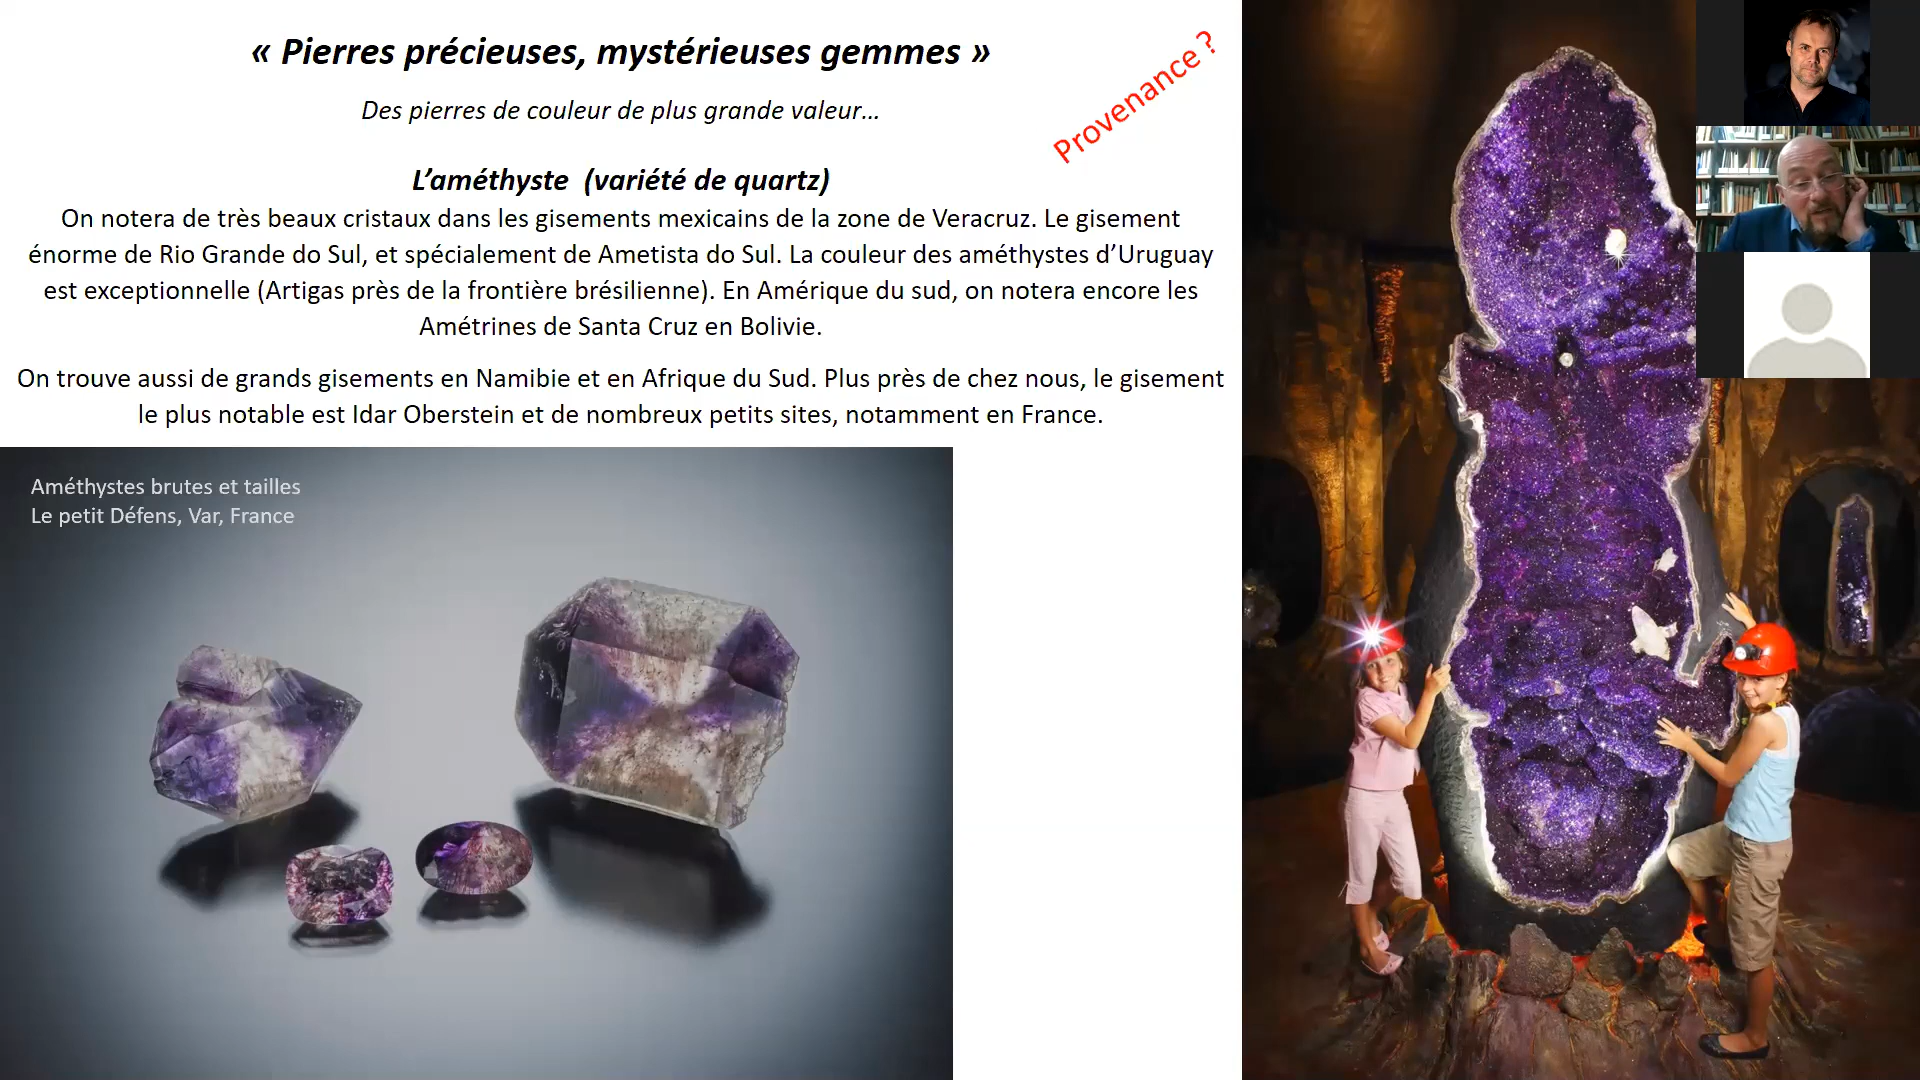 « Pierres précieuses, mystérieuses gemmes »
Provenance ?
Des pierres de couleur de plus grande valeur…
L’améthyste  (variété de quartz)
On notera de très beaux cristaux dans les gisements mexicains de la zone de Veracruz. Le gisement
énorme de Rio Grande do Sul, et spécialement de Ametista do Sul. La couleur des améthystes d’Uruguay
est exceptionnelle (Artigas près de la frontière brésilienne). En Amérique du sud, on notera encore les
Amétrines de Santa Cruz en Bolivie.
On trouve aussi de grands gisements en Namibie et en Afrique du Sud. Plus près de chez nous, le gisement
le plus notable est Idar Oberstein et de nombreux petits sites, notamment en France.
Améthystes brutes et tailles
Le petit Défens, Var, France